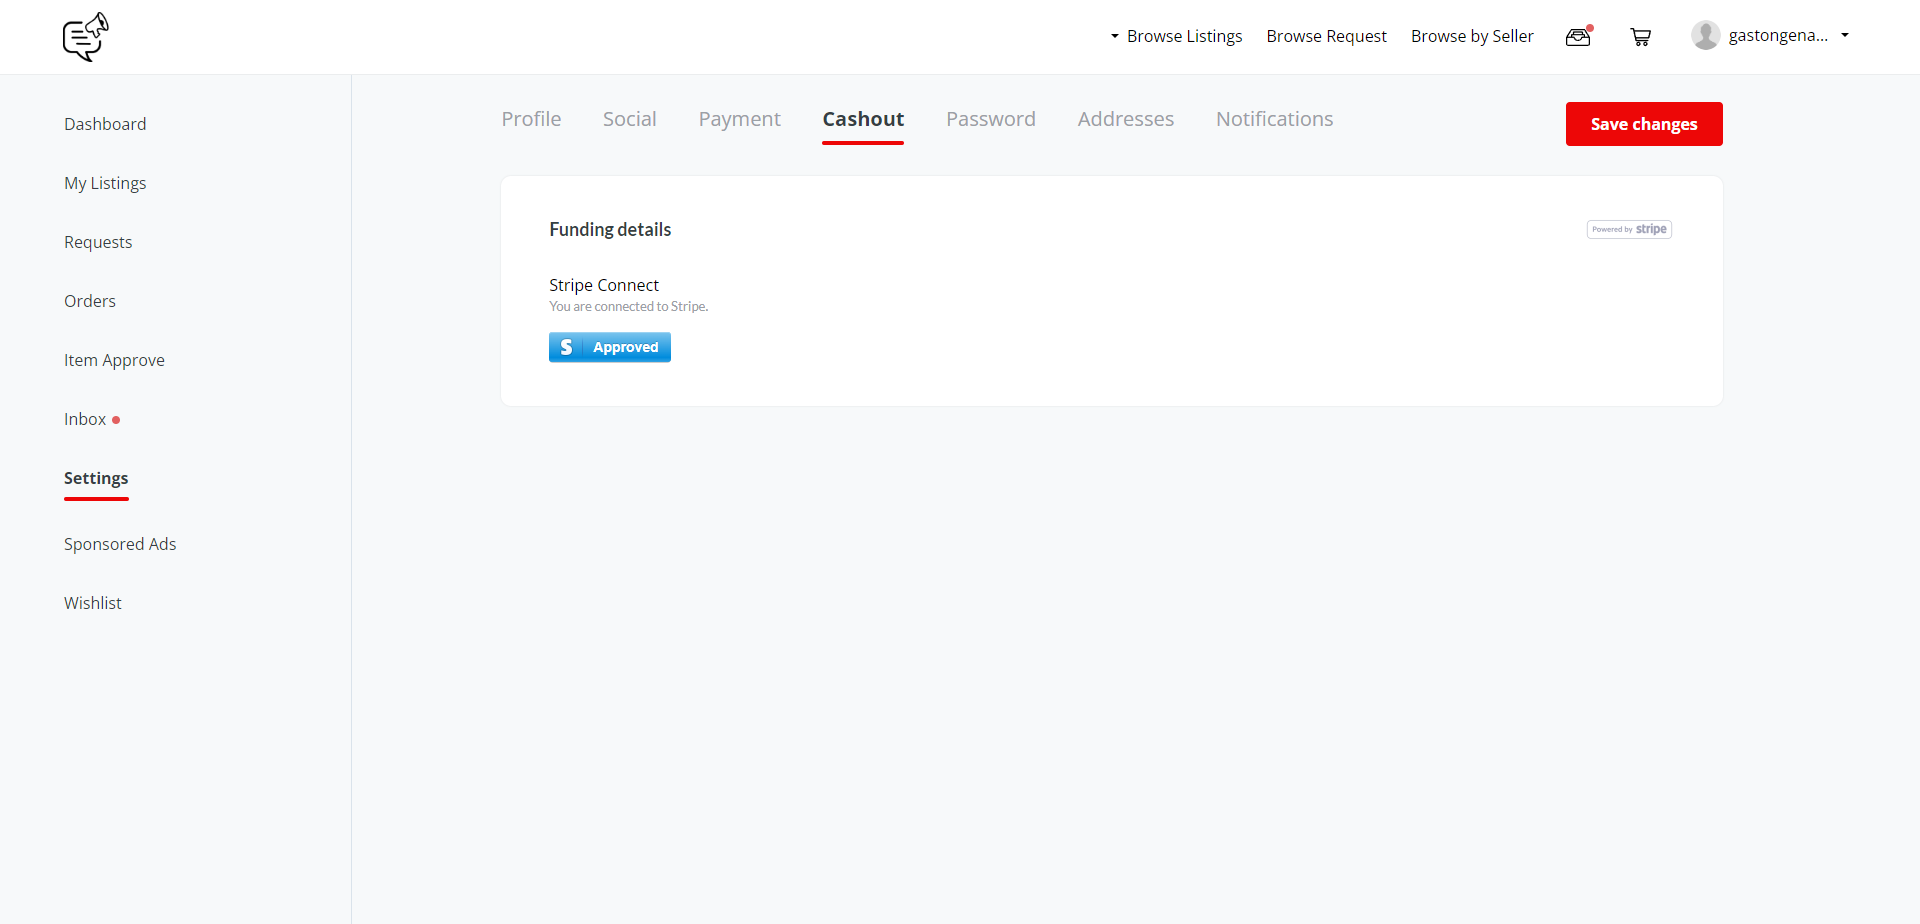 Browse Listings Browse Request Browse by Seller gastongena...
Dashboard
My Listings
Requests
Orders
Item Approve
Inbox
Settings
Sponsored Ads
Wishlist
Profile Social Payment Cashout Password Addresses Notifications
Save changes
Funding details
Powered by stripe
Stripe Connect
You are connected to Stripe.
S Approved